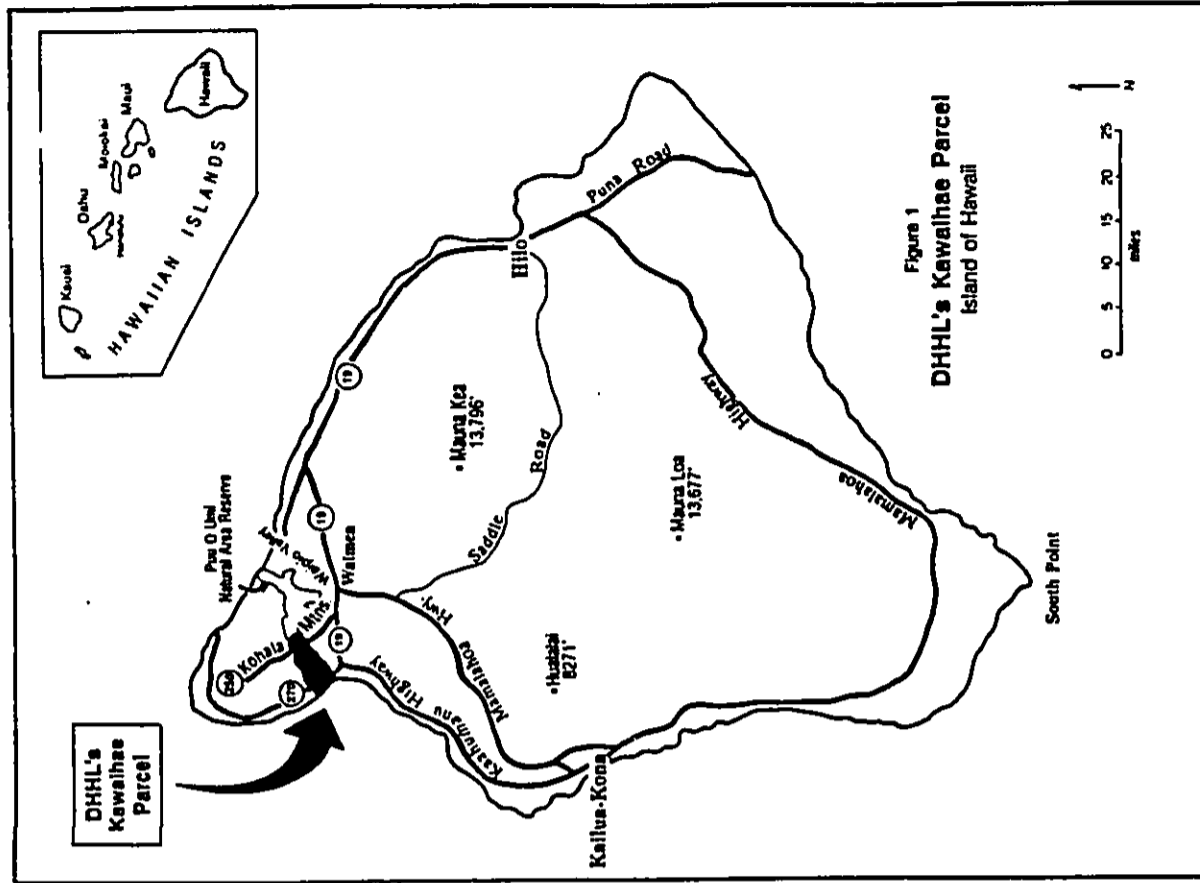 DHHL's
Kawaihae
Parcel
Kauai
Oahu
Honolulu
Molokai
Maui
Hawaii
HAWAIIAN ISLANDS
Puu O Umi
Natural Area Reserve
Waipio Valley
250
Kohala
Mtns.
270
19
19
19
Waimea
Mauna Kea
13,796'
Saddle Road
Hilo
Puna Road
Kaahumanu Highway
Mamalahoa Hwy.
Hualalai
8271'
Mauna Loa
13,677'
Kailua-Kona
Mamalahoa Highway
South Point
Figure 1
DHHL's Kawaihae Parcel
Island of Hawaii
0 5 10 15 20 25
miles
N